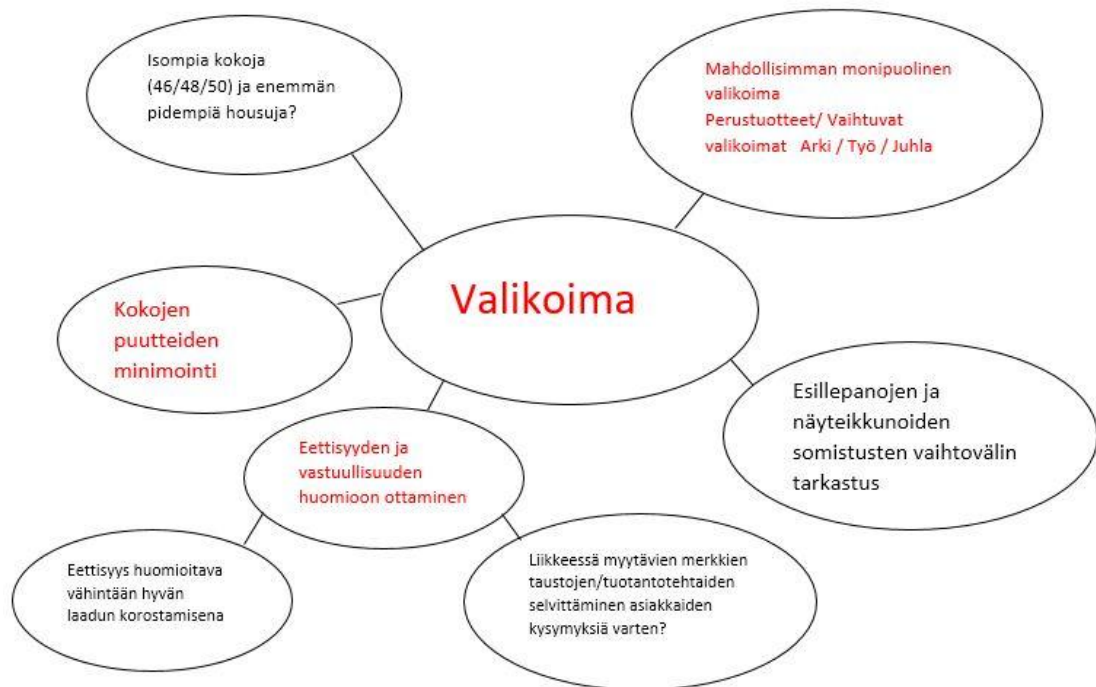 Isompia kokoja
(46/48/50) ja enemmän
pidempiä housuja?
Mahdollisimman monipuolinen
valikoima
Perustuotteet/ Vaihtuvat
valikoimat Arki / Työ / Juhla
Valikoima
Kokojen
puutteiden
minimointi
Esillepanojen ja
näyteikkunoiden
somistusten vaihtovälin
tarkastus
Eettisyyden ja
vastuullisuuden
huomioon ottaminen
Eettisyys huomioitava
vähintään hyvän
laadun korostamisena
Liikkeessä myytävien merkkien
taustojen/tuotantotehtaiden
selvittäminen asiakkaiden
kysymyksiä varten?